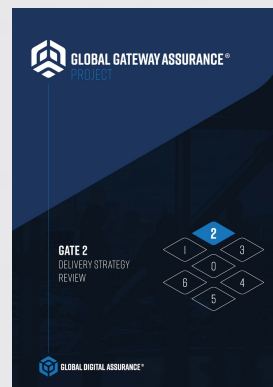 GLOBAL GATEWAY ASSURANCE®
PROJECT
GATE 2
DELIVERY STRATEGY
REVIEW
2
1
3
0
6
4
5
GLOBAL DIGITAL ASSURANCE®